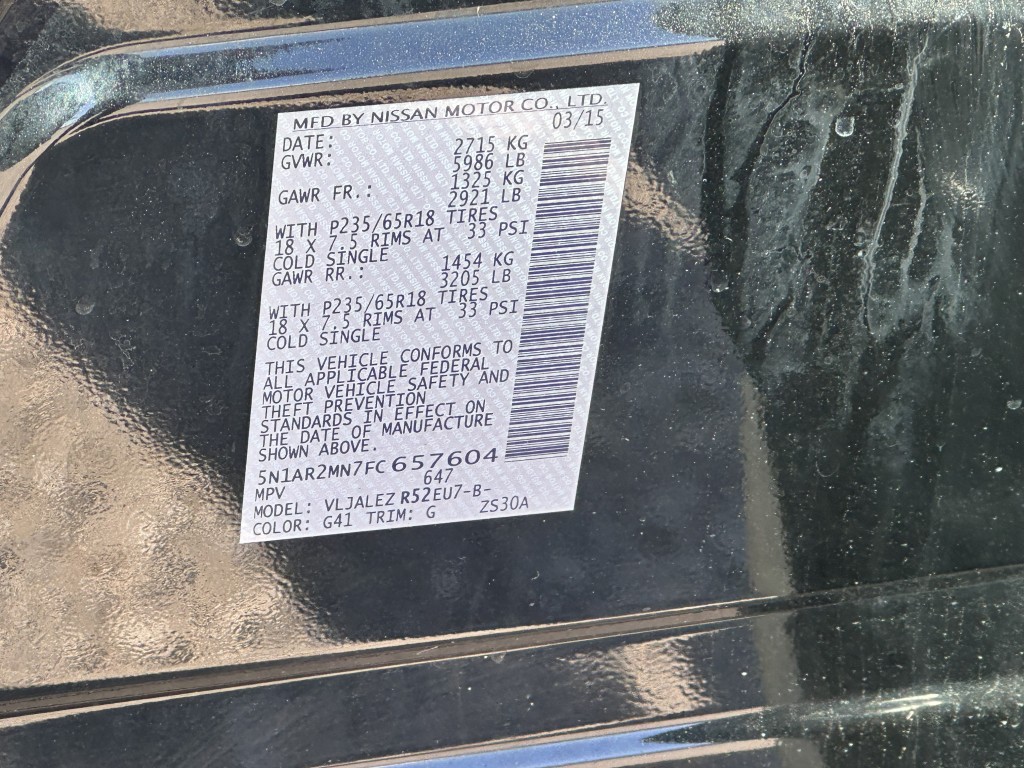 MFD BY NISSAN MOTOR CO., LTD.
DATE: 03/15
GVWR: 2715 KG
5986 LB
GAWR FR.: 1325 KG
2921 LB
WITH P235/65R18 TIRES
18 X 7.5 RIMS AT 33 PSI
COLD SINGLE
GAWR RR.: 1454 KG
3205 LB
WITH P235/65R18 TIRES
18 X 7.5 RIMS AT 33 PSI
COLD SINGLE
THIS VEHICLE CONFORMS TO
ALL APPLICABLE FEDERAL
MOTOR VEHICLE SAFETY AND
THEFT PREVENTION
STANDARDS IN EFFECT ON
THE DATE OF MANUFACTURE
SHOWN ABOVE.
5N1AR2MN7FC657604
MPV 647
MODEL: VLJALEZR52EU7-B-
COLOR: G41 TRIM: G ZS30A